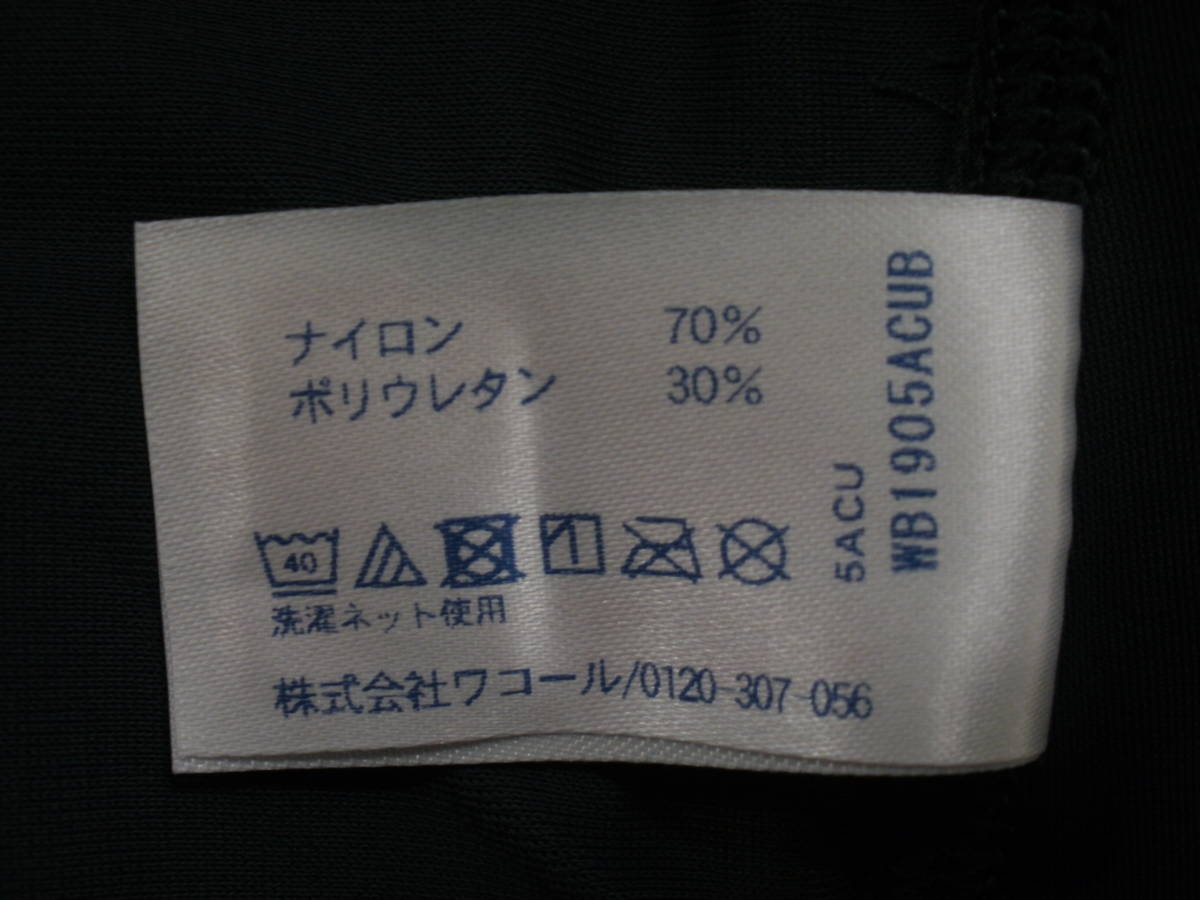 ナイロン 70%
ポリウレタン 30%
40
洗濯ネット使用
株式会社ワコール/0120-307-056
5ACU
WB1905ACUB